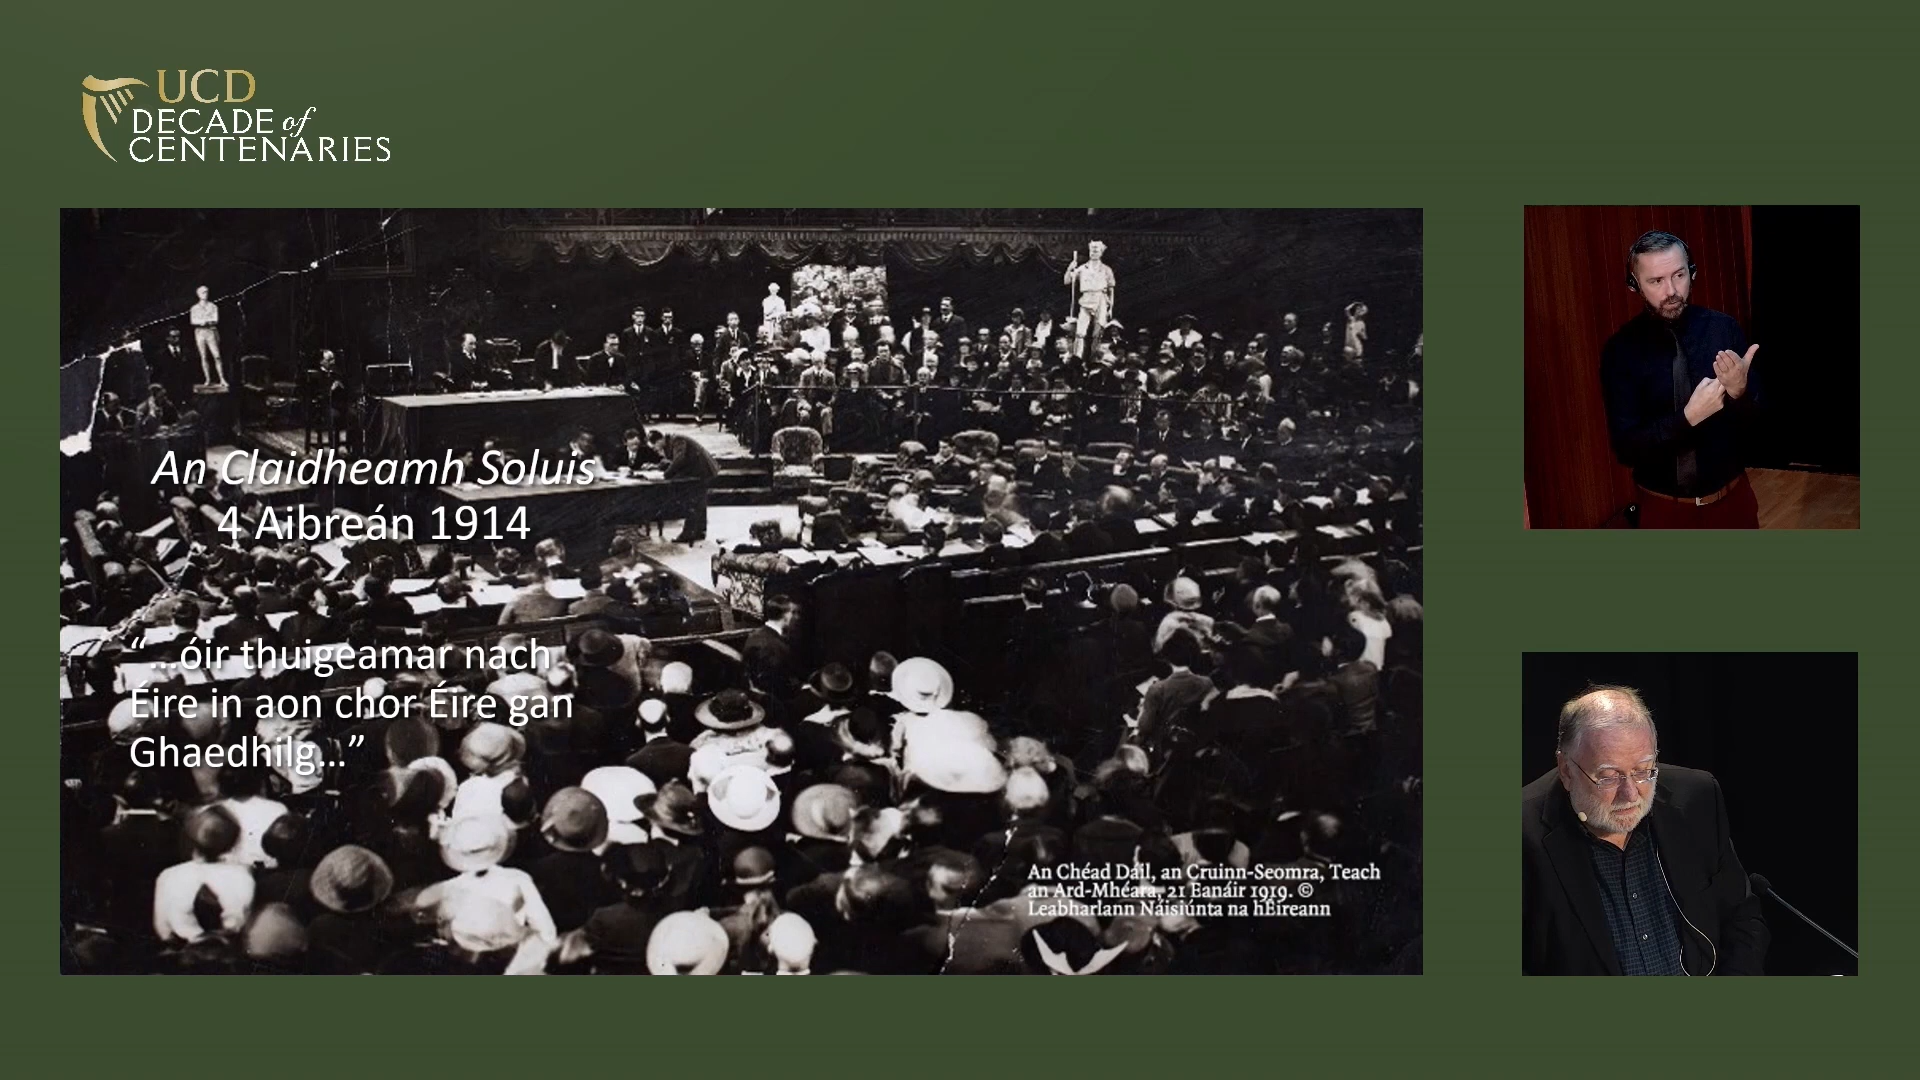 UCD
DECADE of
CENTENARIES
An Claidheamh Soluis
4 Aibreán 1914
“...óir thuigeamar nach
Éire in aon chor Éire gan
Ghaedhilg...”
An Chéad Dáil, an Cruinn-Seomra, Teach
an Ard-Mhéara, 21 Eanáir 1919. ©
Leabharlann Náisiúnta na hÉireann